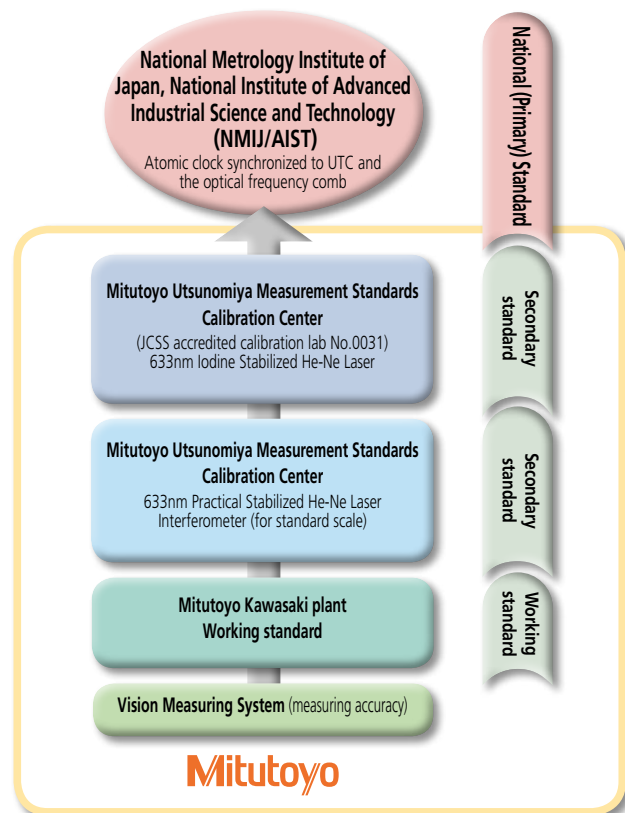 National Metrology Institute of
Japan, National Institute of Advanced
Industrial Science and Technology
(NMIJ/AIST)
Atomic clock synchronized to UTC and
the optical frequency comb
National (Primary) Standard
Mitutoyo Utsunomiya Measurement Standards
Calibration Center
(JCSS accredited calibration lab No.0031)
633nm Iodine Stabilized He-Ne Laser
Secondary
standard
Mitutoyo Utsunomiya Measurement Standards
Calibration Center
633nm Practical Stabilized He-Ne Laser
Interferometer (for standard scale)
Secondary
standard
Mitutoyo Kawasaki plant
Working standard
Working
standard
Vision Measuring System (measuring accuracy)
Mitutoyo